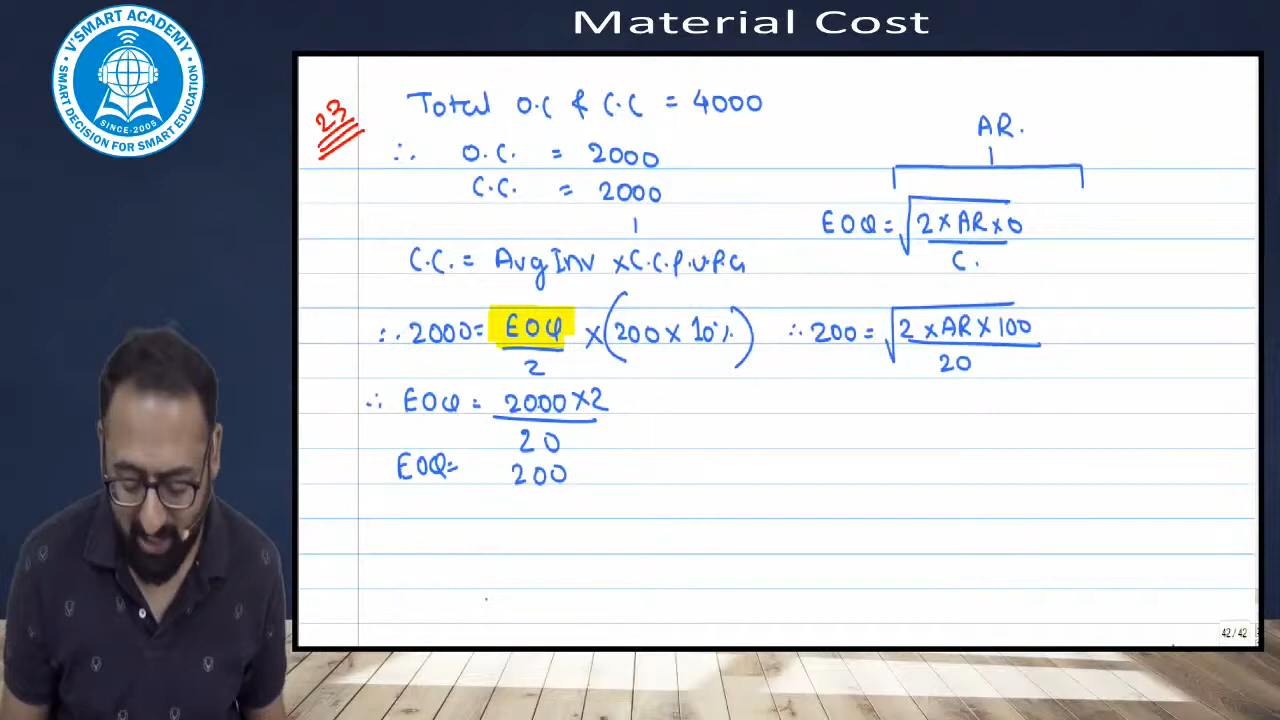 Material Cost
V'SMART ACADEMY
SINCE-2005
SMART DECISION FOR SMART EDUCATION
23
Total O.C & C.C = 4000
∴ O.C. = 2000
C.C. = 2000
C.C. = Avg Inv × C.C.P.U.P.A
∴ 2000 = EOQ / 2 × (200 × 10%)
∴ EOQ = 2000 × 2 / 20
EOQ = 200
AR.
EOQ = √ 2 × AR × O / C.
∴ 200 = √ 2 × AR × 100 / 20
42 / 42